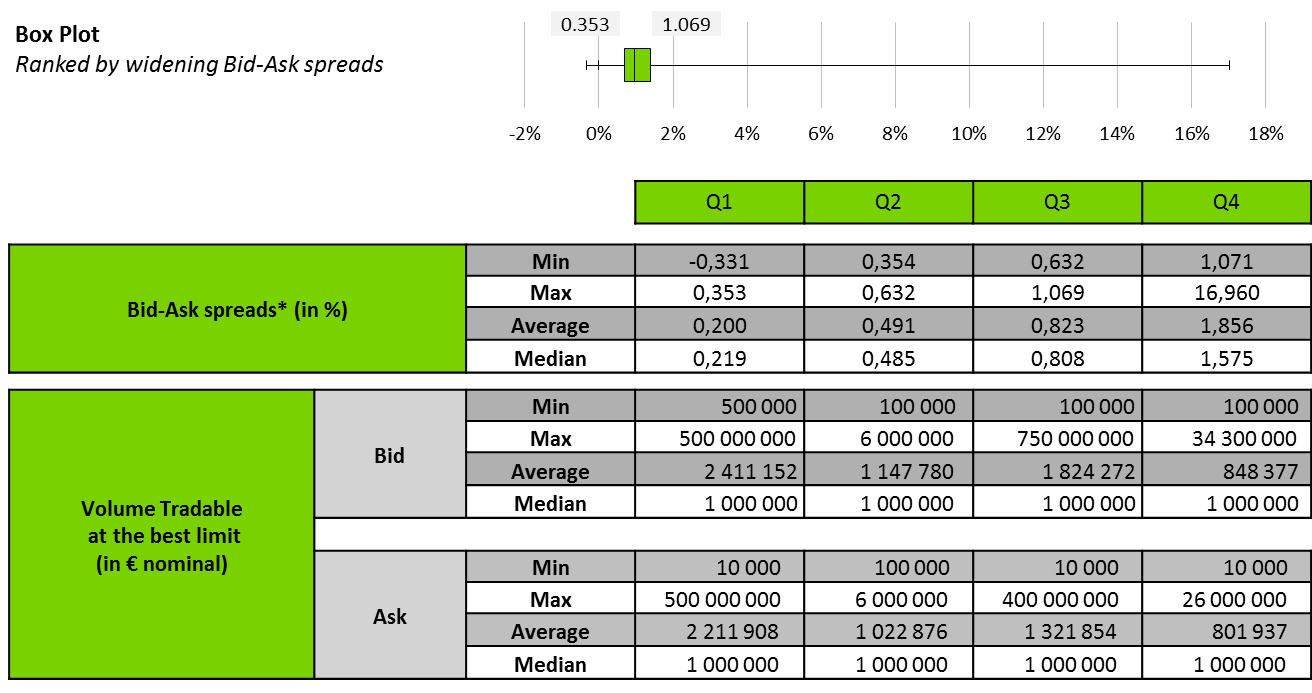 0.353 1.069
Box Plot
Ranked by widening Bid-Ask spreads
-2% 0% 2% 4% 6% 8% 10% 12% 14% 16% 18%
Q1 Q2 Q3 Q4
Bid-Ask spreads* (in %)
Min -0,331 0,354 0,632 1,071
Max 0,353 0,632 1,069 16,960
Average 0,200 0,491 0,823 1,856
Median 0,219 0,485 0,808 1,575
Volume Tradable
at the best limit
(in € nominal)
Bid
Min 500 000 100 000 100 000 100 000
Max 500 000 000 6 000 000 750 000 000 34 300 000
Average 2 411 152 1 147 780 1 824 272 848 377
Median 1 000 000 1 000 000 1 000 000 1 000 000
Ask
Min 10 000 100 000 10 000 10 000
Max 500 000 000 6 000 000 400 000 000 26 000 000
Average 2 211 908 1 022 876 1 321 854 801 937
Median 1 000 000 1 000 000 1 000 000 1 000 000